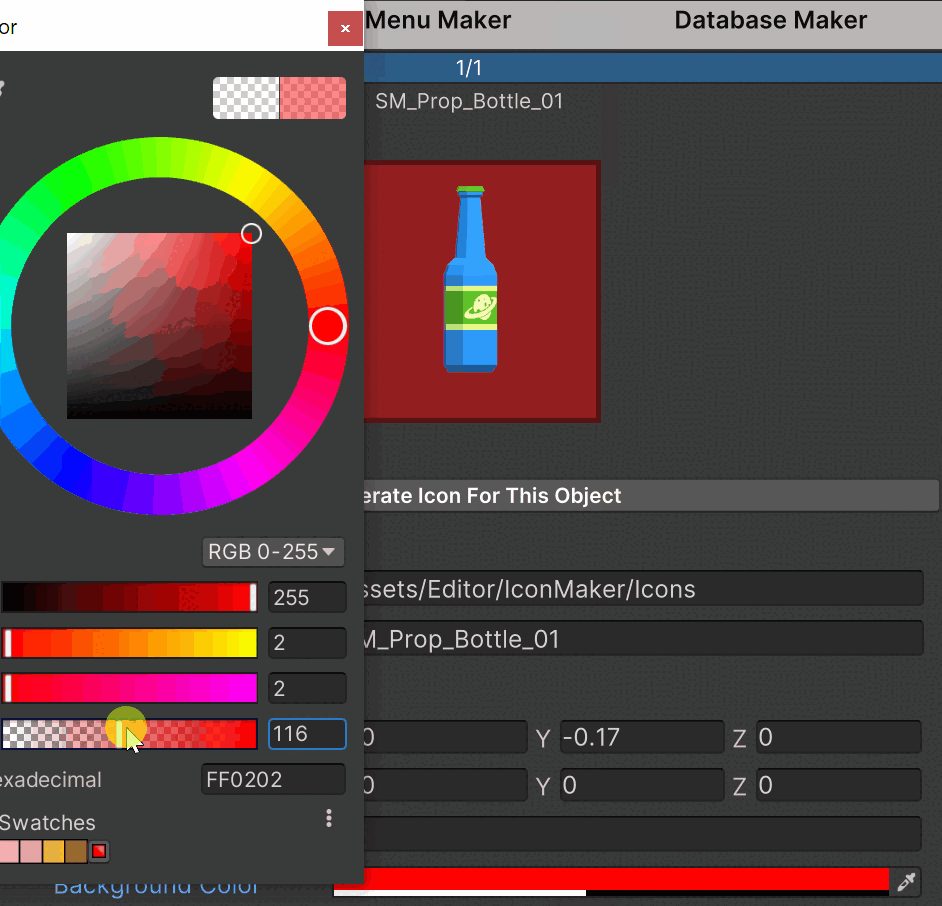 or
Menu Maker
Database Maker
1/1
SM_Prop_Bottle_01
RGB 0-255
erate Icon For This Object
255
ssets/Editor/IconMaker/Icons
2
M_Prop_Bottle_01
2
116
0 Y -0.17 Z 0
exadecimal FF0202
0 Y 0 Z 0
Swatches
Background Color